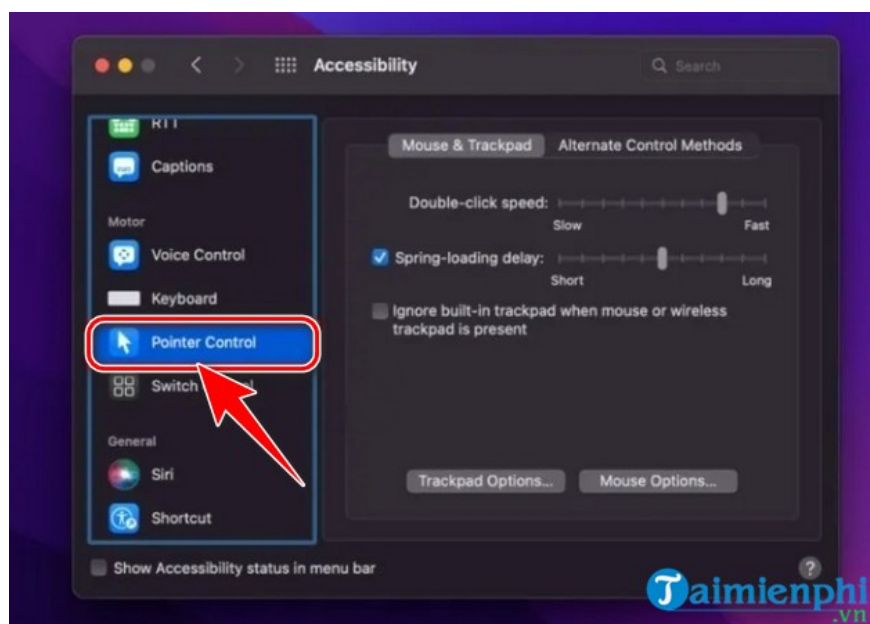 Accessibility
Search
RTT
Captions
Motor
Voice Control
Keyboard
Pointer Control
Switch
General
Siri
Shortcut
Mouse & Trackpad
Alternate Control Methods
Double-click speed:
Slow
Fast
Spring-loading delay:
Short
Long
Ignore built-in trackpad when mouse or wireless
trackpad is present
Trackpad Options...
Mouse Options...
Show Accessibility status in menu bar
?
Taimienphi
.vn